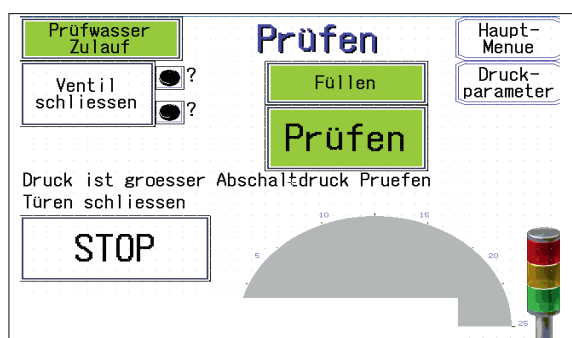 Prüfwasser
Zulauf
Prüfen
Haupt-
Menue
Ventil
schliessen
?
?
Füllen
Druck-
parameter
Prüfen
Druck ist groesser Abschaltdruck Pruefen
Türen schliessen
STOP
5
10
15
20
25